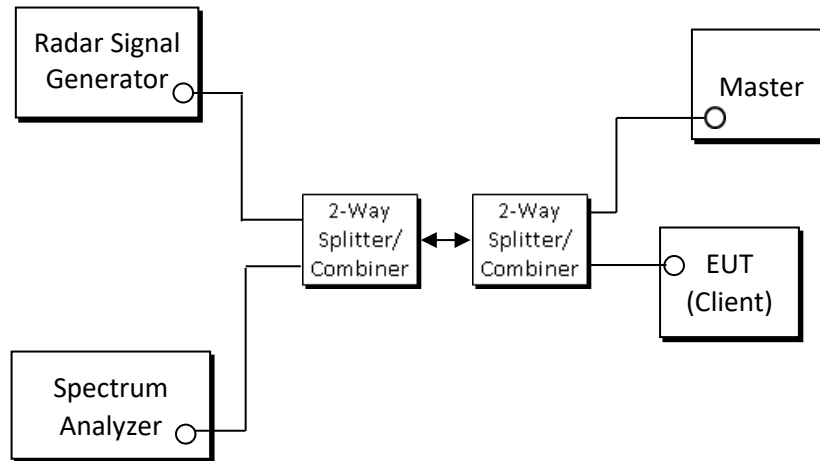 Radar Signal
Generator
Master
2-Way
Splitter/
Combiner
2-Way
Splitter/
Combiner
EUT
(Client)
Spectrum
Analyzer